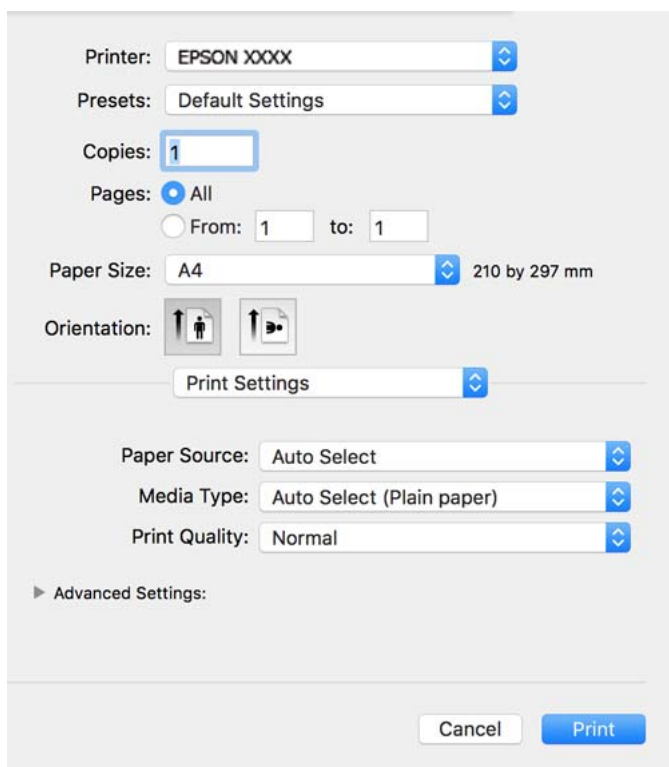 Printer: EPSON XXXX
Presets: Default Settings
Copies: 1
Pages: All
From: 1 to: 1
Paper Size: A4 210 by 297 mm
Orientation:
Print Settings
Paper Source: Auto Select
Media Type: Auto Select (Plain paper)
Print Quality: Normal
Advanced Settings:
Cancel Print